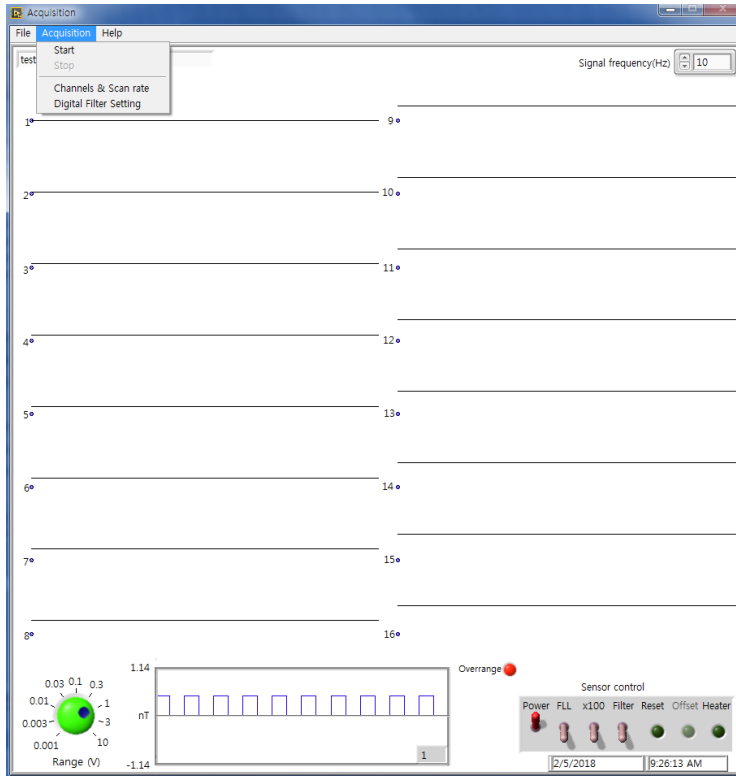 Acquisition
File Acquisition Help
test
Start
Stop
Channels & Scan rate
Digital Filter Setting
Signal frequency(Hz) 10
1
2
3
4
5
6
7
8
9
10
11
12
13
14
15
16
0.001
0.003
0.01
0.03
0.1
0.3
1
3
10
Range (V)
1.14
nT
-1.14
1
Overrange
Sensor control
Power FLL x100 Filter Reset Offset Heater
2/5/2018 9:26:13 AM